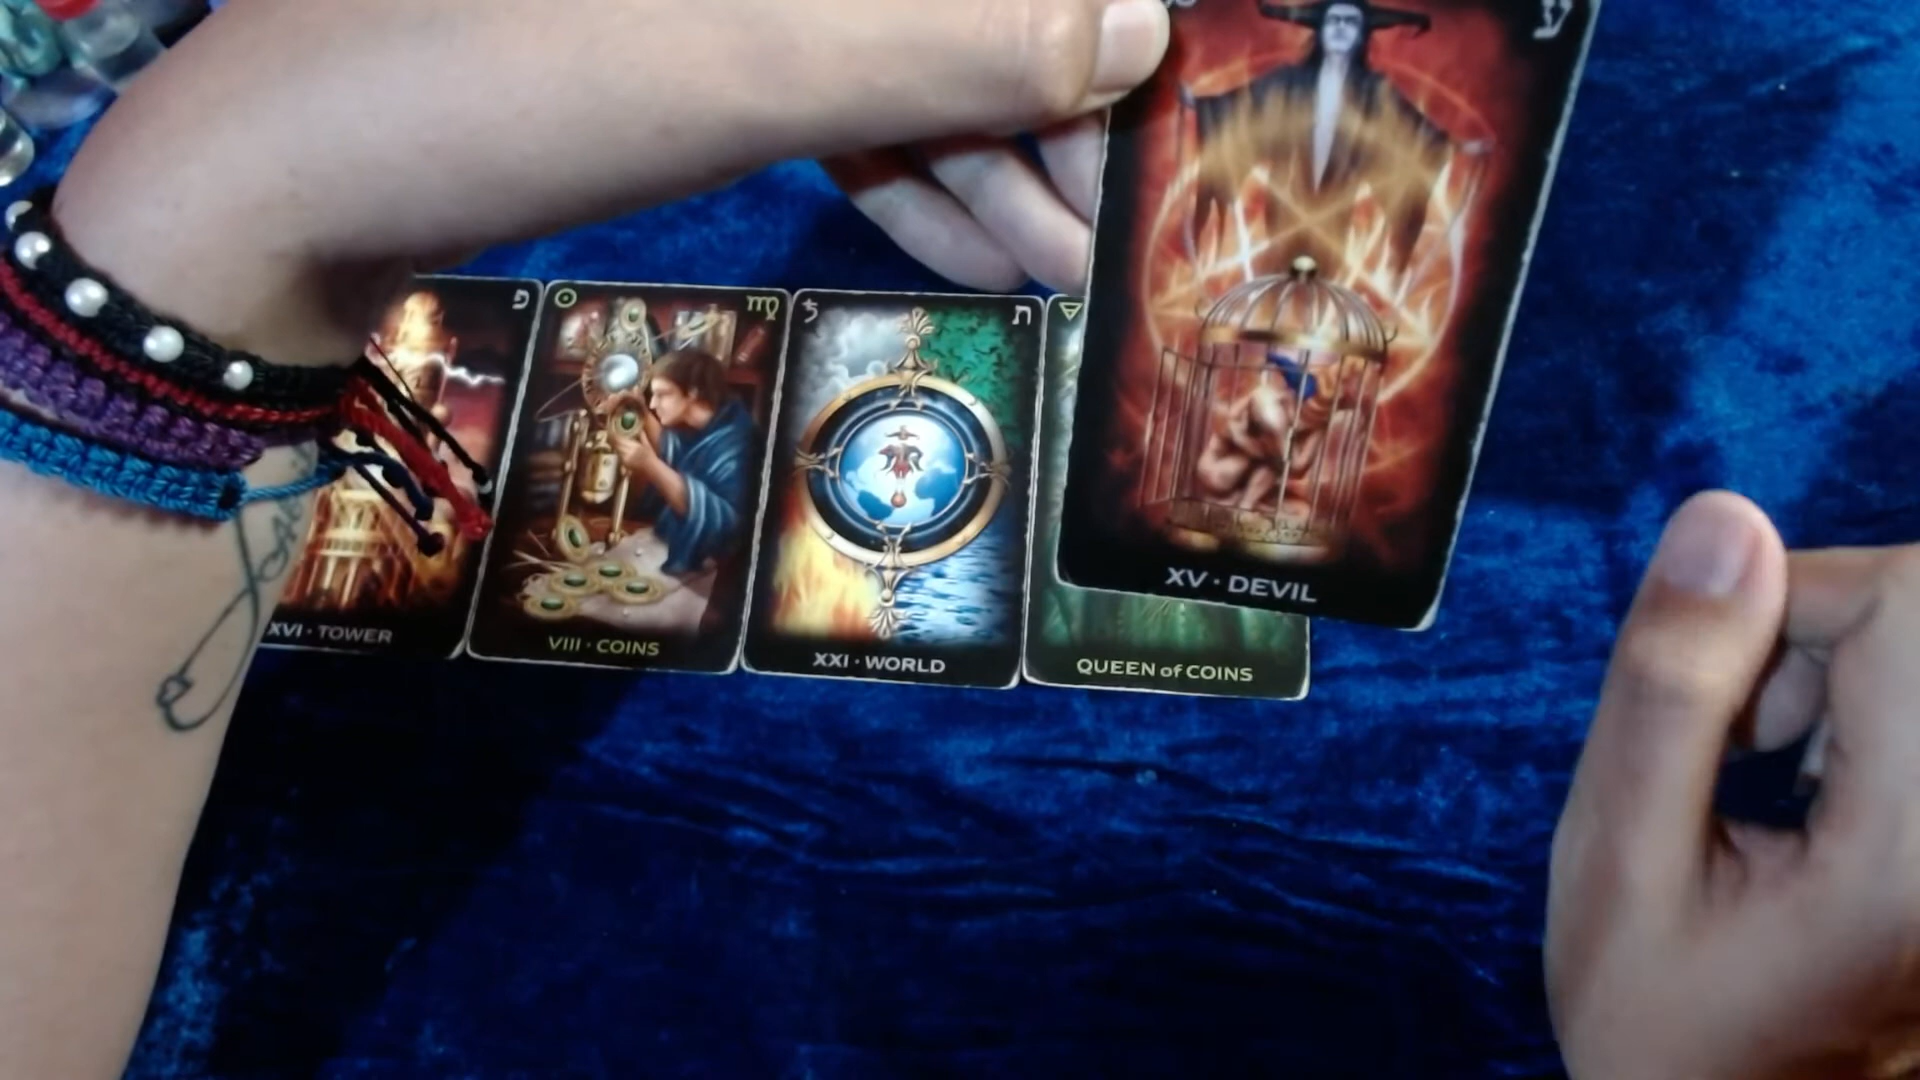 ע
פ
ת
XV · DEVIL
XVI · TOWER
VIII · COINS
XXI · WORLD
QUEEN of COINS